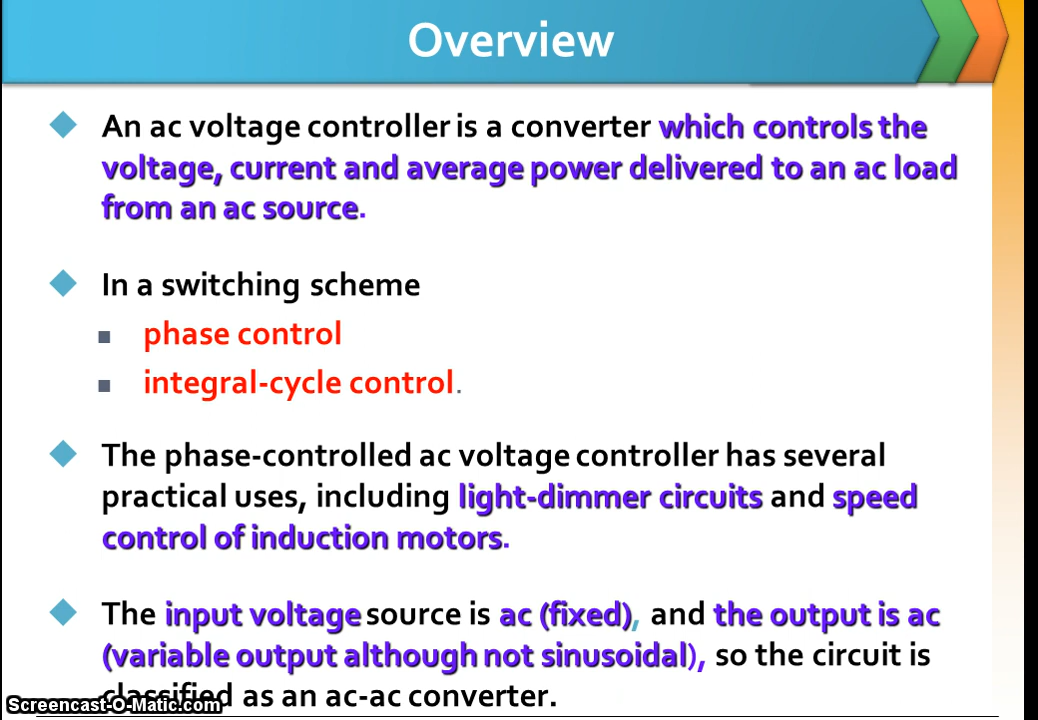 Overview
An ac voltage controller is a converter which controls the
voltage, current and average power delivered to an ac load
from an ac source.
In a switching scheme
phase control
integral-cycle control.
The phase-controlled ac voltage controller has several
practical uses, including light-dimmer circuits and speed
control of induction motors.
The input voltage source is ac (fixed), and the output is ac
(variable output although not sinusoidal), so the circuit is
classified as an ac-ac converter.
Screencast-O-Matic.com